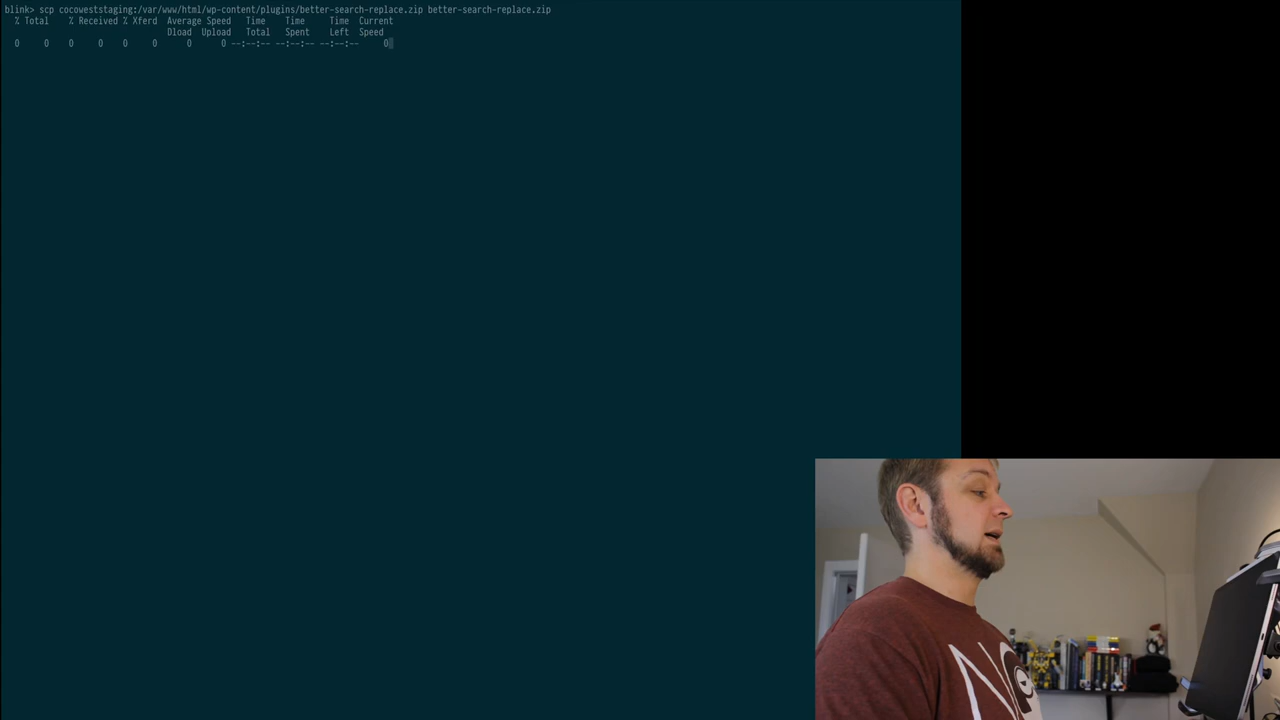 blink> scp cocoweststaging:/var/www/html/wp-content/plugins/better-search-replace.zip better-search-replace.zip
% Total % Received % Xferd Average Speed Time Time Time Current
Dload Upload Total Spent Left Speed
0 0 0 0 0 0 0 0 --:--:-- --:--:-- --:--:-- 0